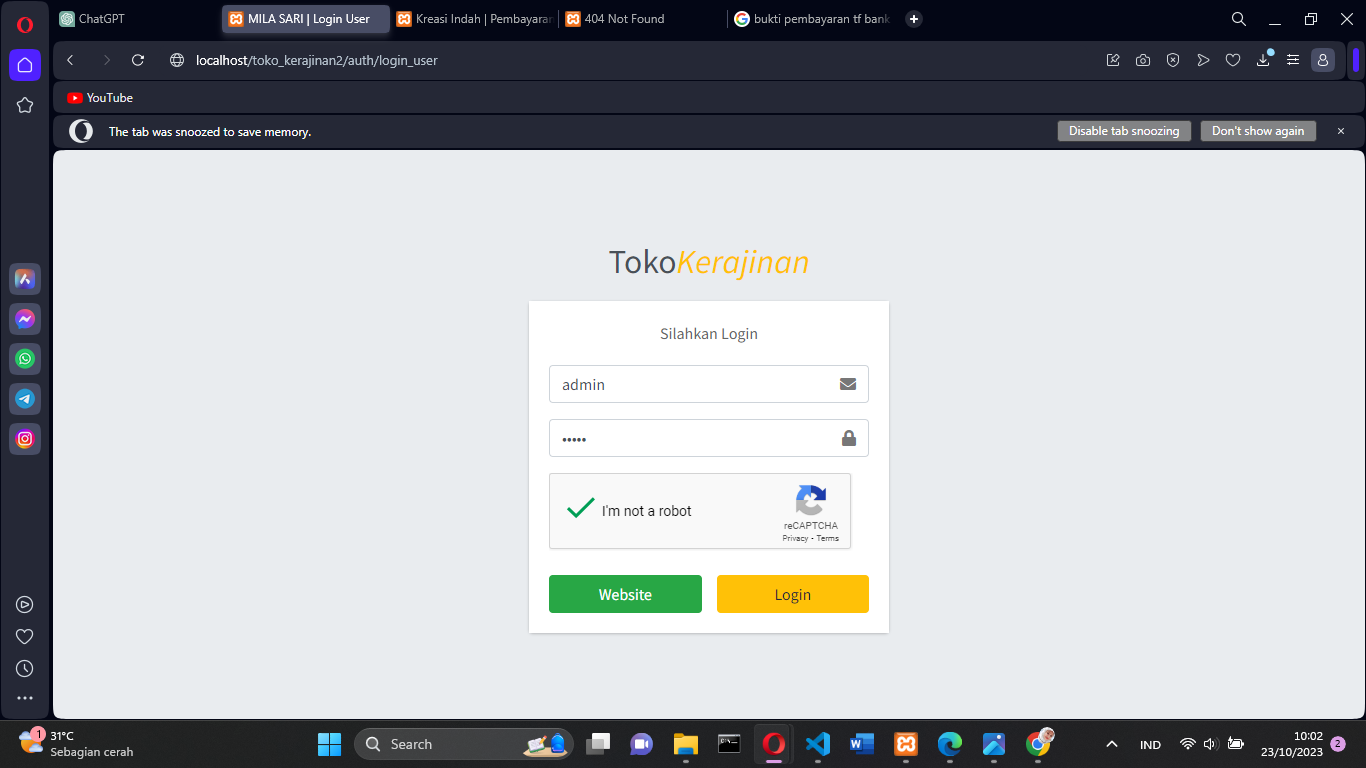 ChatGPT
MILA SARI | Login User
Kreasi Indah | Pembayaran
404 Not Found
bukti pembayaran tf bank
localhost/toko_kerajinan2/auth/login_user
YouTube
The tab was snoozed to save memory.
Disable tab snoozing
Don't show again
TokoKerajinan
Silahkan Login
admin
•••••
I'm not a robot
reCAPTCHA
Privacy - Terms
Website
Login
1
31°C
Sebagian cerah
Search
IND
10:02
23/10/2023
2